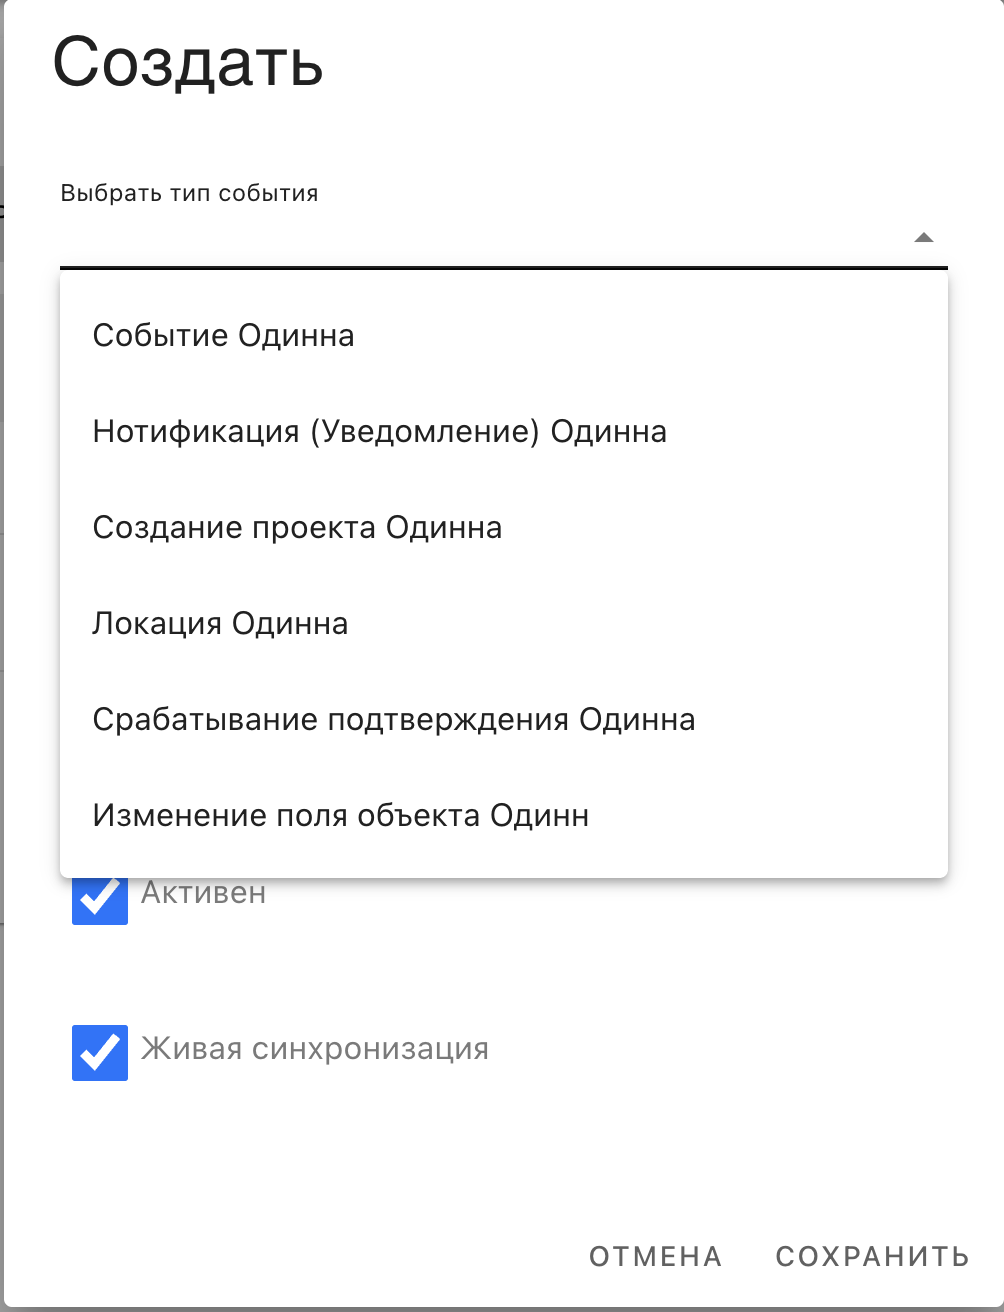 Создать
Выбрать тип события
Событие Одинна
Нотификация (Уведомление) Одинна
Создание проекта Одинна
Локация Одинна
Срабатывание подтверждения Одинна
Изменение поля объекта Одинн
Активен
Живая синхронизация
ОТМЕНА СОХРАНИТЬ